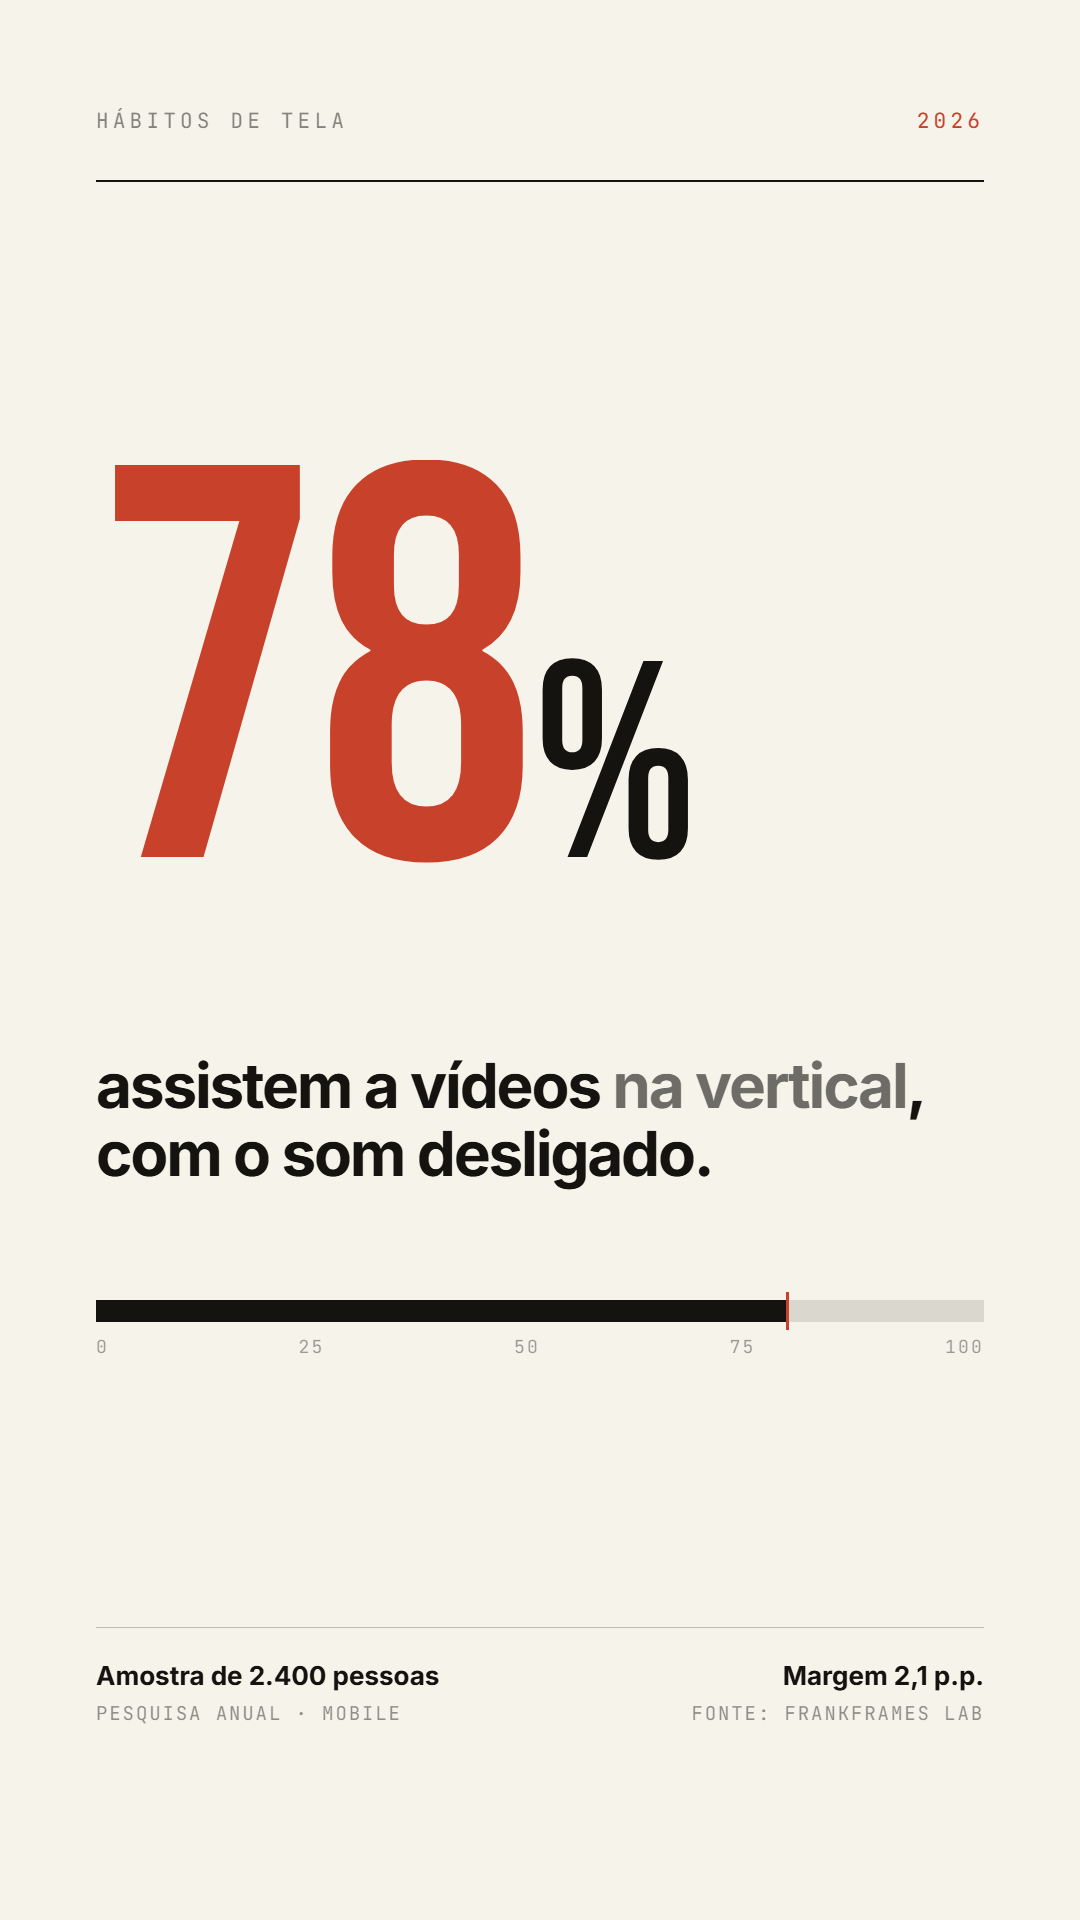 HÁBITOS DE TELA
2026
78%
assistem a vídeos na vertical,
com o som desligado.
0 25 50 75 100
Amostra de 2.400 pessoas
PESQUISA ANUAL · MOBILE
Margem 2,1 p.p.
FONTE: FRANKFRAMES LAB